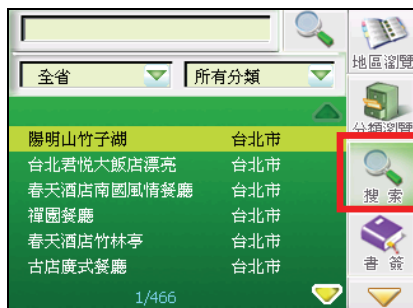 地區瀏覽
全省 所有分類
分類瀏覽
陽明山竹子湖 台北市
台北君悦大飯店漂亮 台北市
春天酒店南國風情餐廳 台北市
搜索
禪園餐廳 台北市
春天酒店竹林亭 台北市
古店廣式餐廳 台北市
書簽
1/466